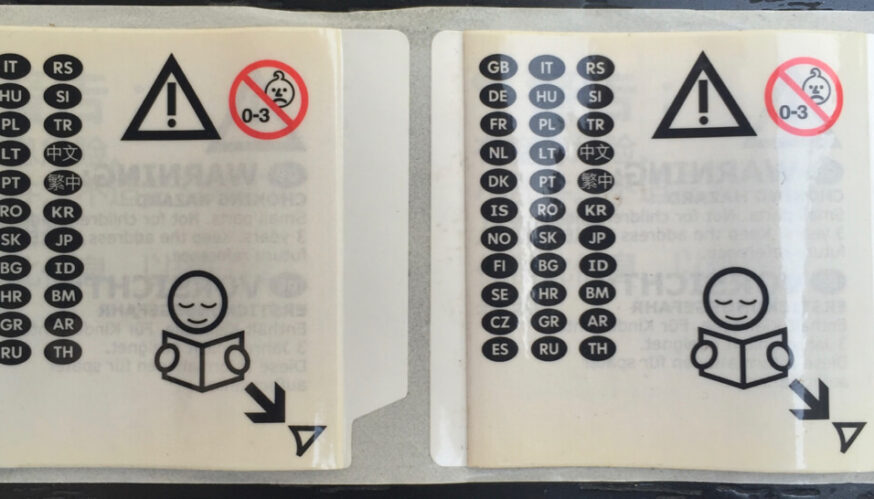 IT RS
HU SI
PL TR
LT 中文
PT 繁中
RO KR
SK JP
BG ID
HR BM
GR AR
RU TH
0-3
GB IT RS
DE HU SI
FR PL TR
NL LT 中文
DK PT 繁中
IS RO KR
NO SK JP
FI BG ID
SE HR BM
CZ GR AR
ES RU TH
0-3